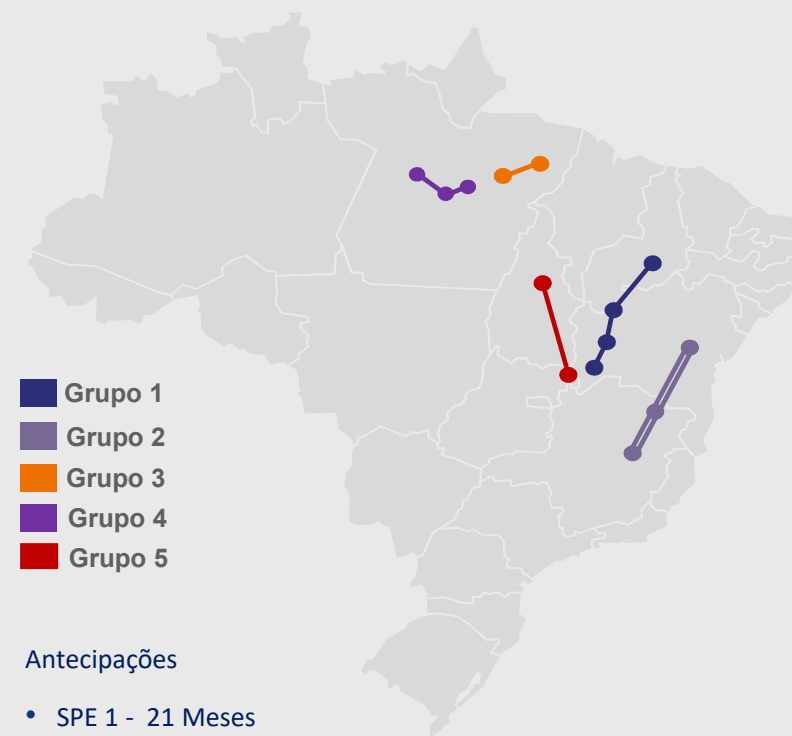 Grupo 1
Grupo 2
Grupo 3
Grupo 4
Grupo 5
Antecipações
• SPE 1 - 21 Meses